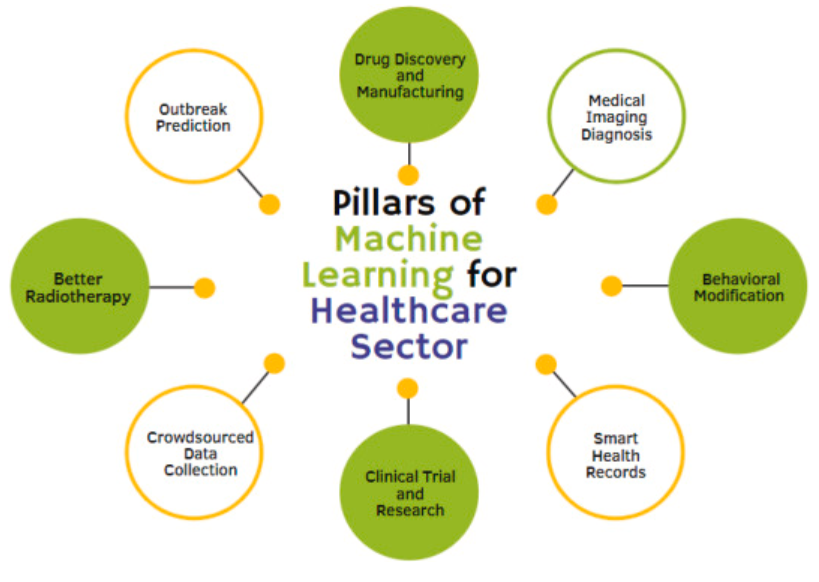 Drug Discovery
and
Manufacturing
Outbreak
Prediction
Medical
Imaging
Diagnosis
Pillars of
Machine
Learning for
Healthcare
Sector
Better
Radiotherapy
Behavioral
Modification
Crowdsourced
Data
Collection
Smart
Health
Records
Clinical Trial
and
Research